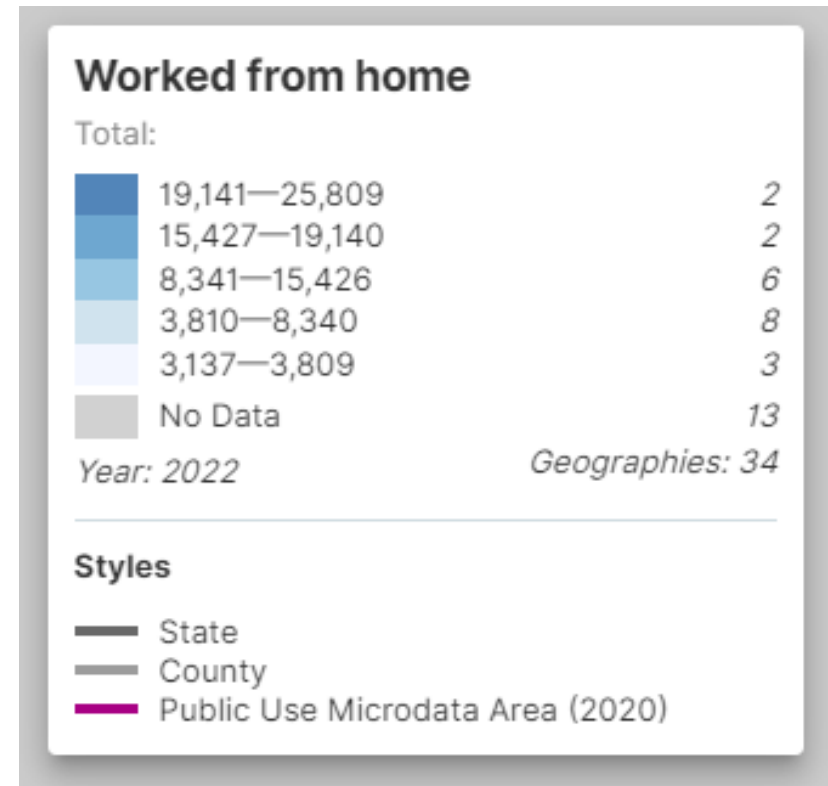 Worked from home
Total:
19,141—25,809 2
15,427—19,140 2
8,341—15,426 6
3,810—8,340 8
3,137—3,809 3
No Data 13
Year: 2022 Geographies: 34
Styles
State
County
Public Use Microdata Area (2020)